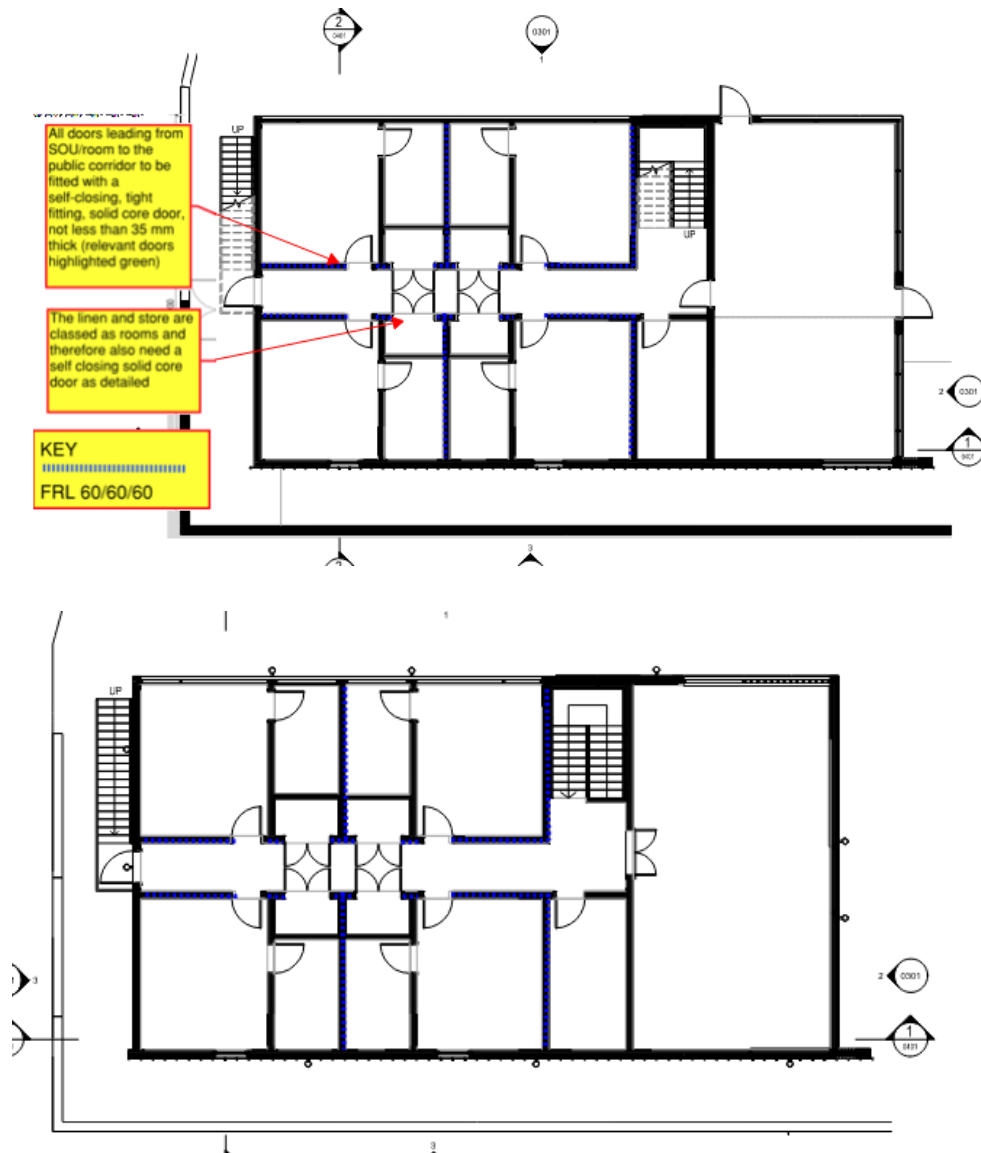 2
0401
0301
1
All doors leading from
SOU/room to the
public corridor to be
fitted with a
self-closing, tight
fitting, solid core door,
not less than 35 mm
thick (relevant doors
highlighted green)
UP
UP
The linen and store are
classed as rooms and
therefore also need a
self closing solid core
door as detailed
2
0301
1
0401
KEY
FRL 60/60/60
3
2
1
UP
3
2
0301
1
0401
3